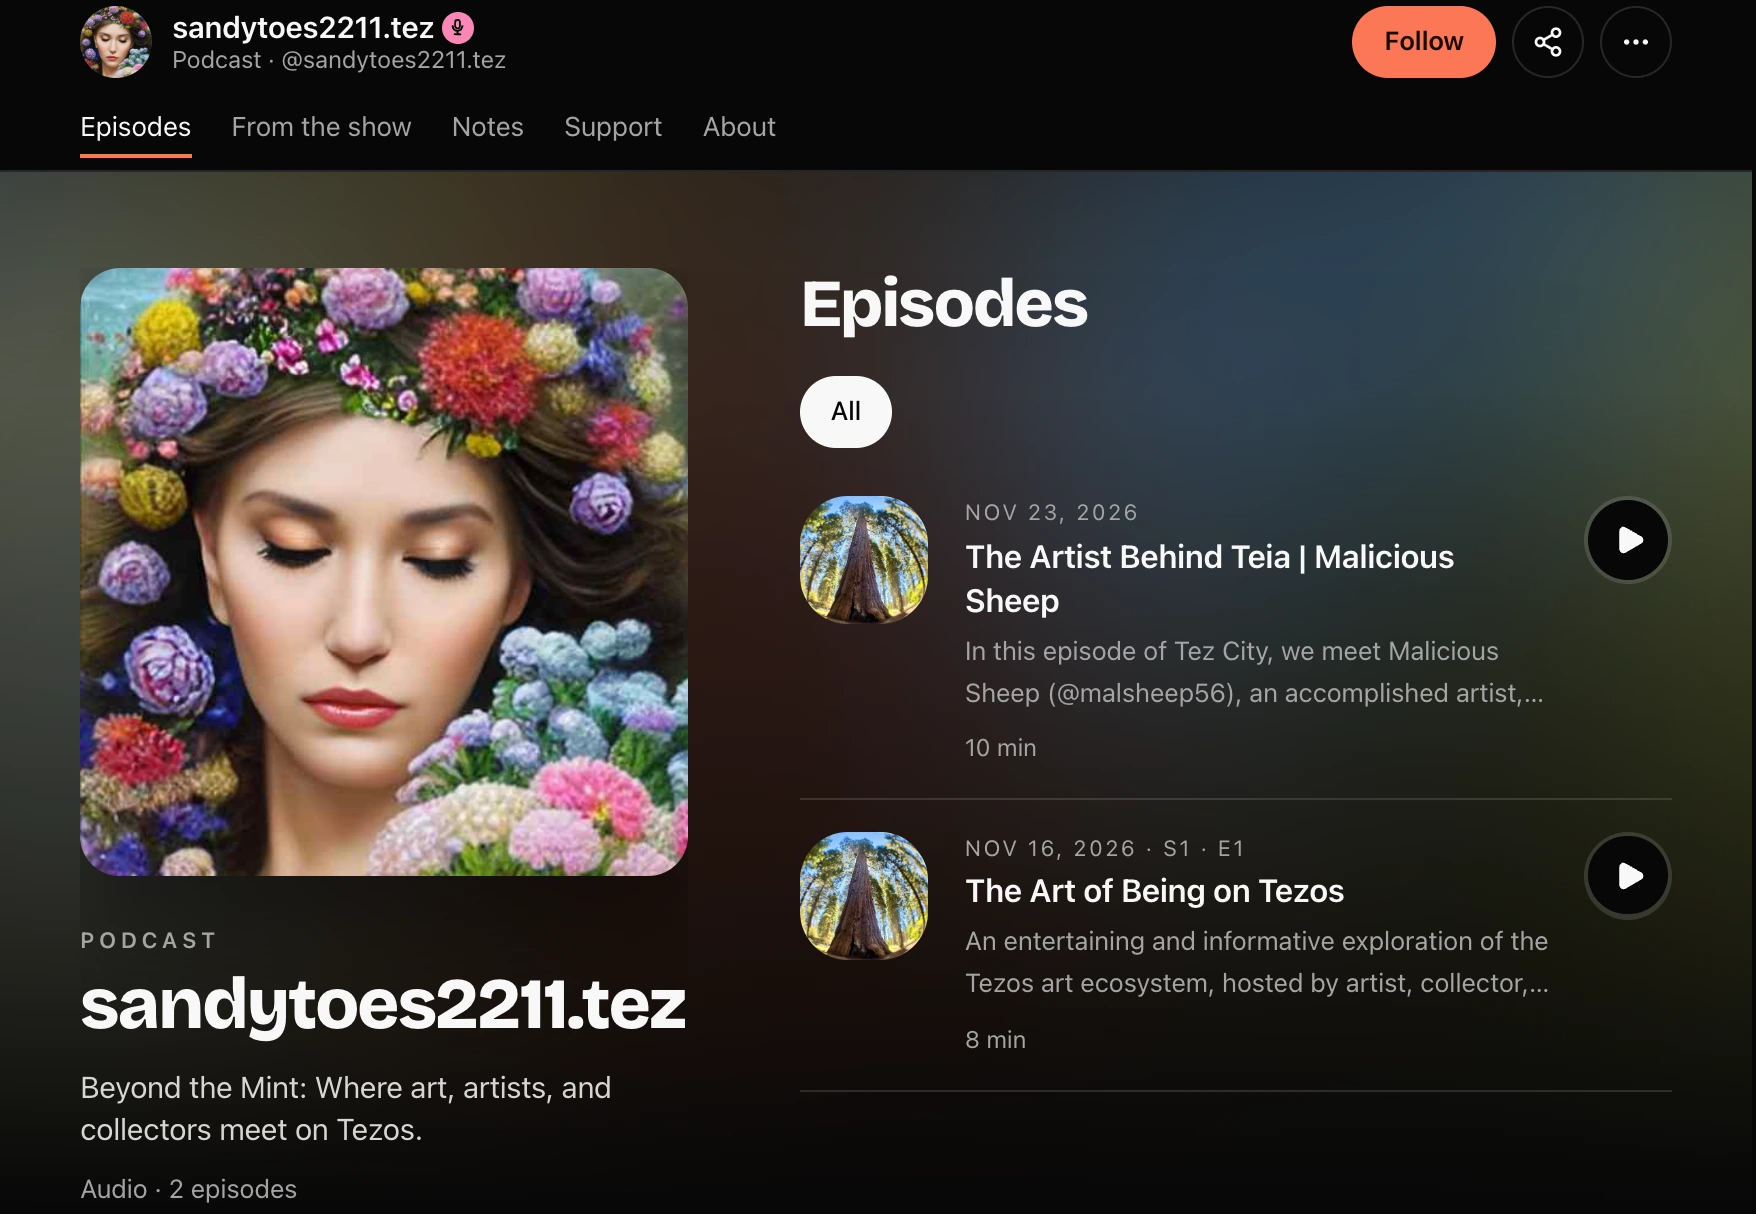 sandytoes2211.tez
Podcast · @sandytoes2211.tez
Follow
Episodes
From the show
Notes
Support
About
PODCAST
sandytoes2211.tez
Beyond the Mint: Where art, artists, and
collectors meet on Tezos.
Audio · 2 episodes
Episodes
All
NOV 23, 2026
The Artist Behind Teia | Malicious
Sheep
In this episode of Tez City, we meet Malicious
Sheep (@malsheep56), an accomplished artist,...
10 min
NOV 16, 2026 · S1 · E1
The Art of Being on Tezos
An entertaining and informative exploration of the
Tezos art ecosystem, hosted by artist, collector,...
8 min